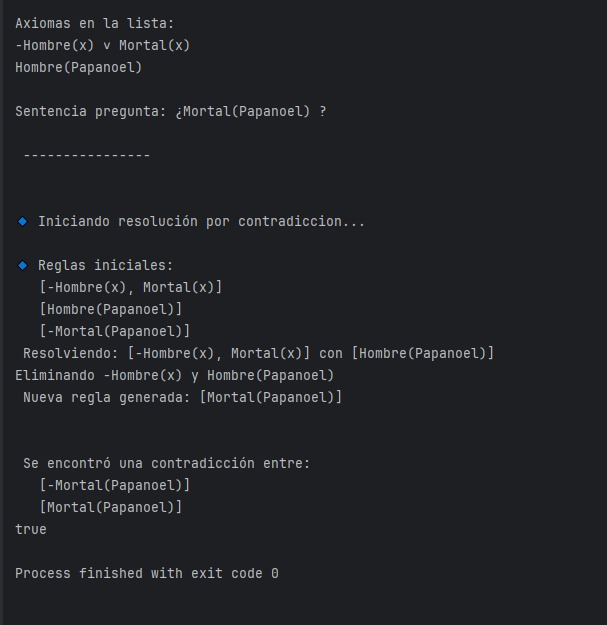 Axiomas en la lista:
-Hombre(x) v Mortal(x)
Hombre(Papanoel)
Sentencia pregunta: ¿Mortal(Papanoel) ?
----------------
🔹 Iniciando resolución por contradiccion...
🔹 Reglas iniciales:
[-Hombre(x), Mortal(x)]
[Hombre(Papanoel)]
[-Mortal(Papanoel)]
Resolviendo: [-Hombre(x), Mortal(x)] con [Hombre(Papanoel)]
Eliminando -Hombre(x) y Hombre(Papanoel)
Nueva regla generada: [Mortal(Papanoel)]
Se encontró una contradicción entre:
[-Mortal(Papanoel)]
[Mortal(Papanoel)]
true
Process finished with exit code 0